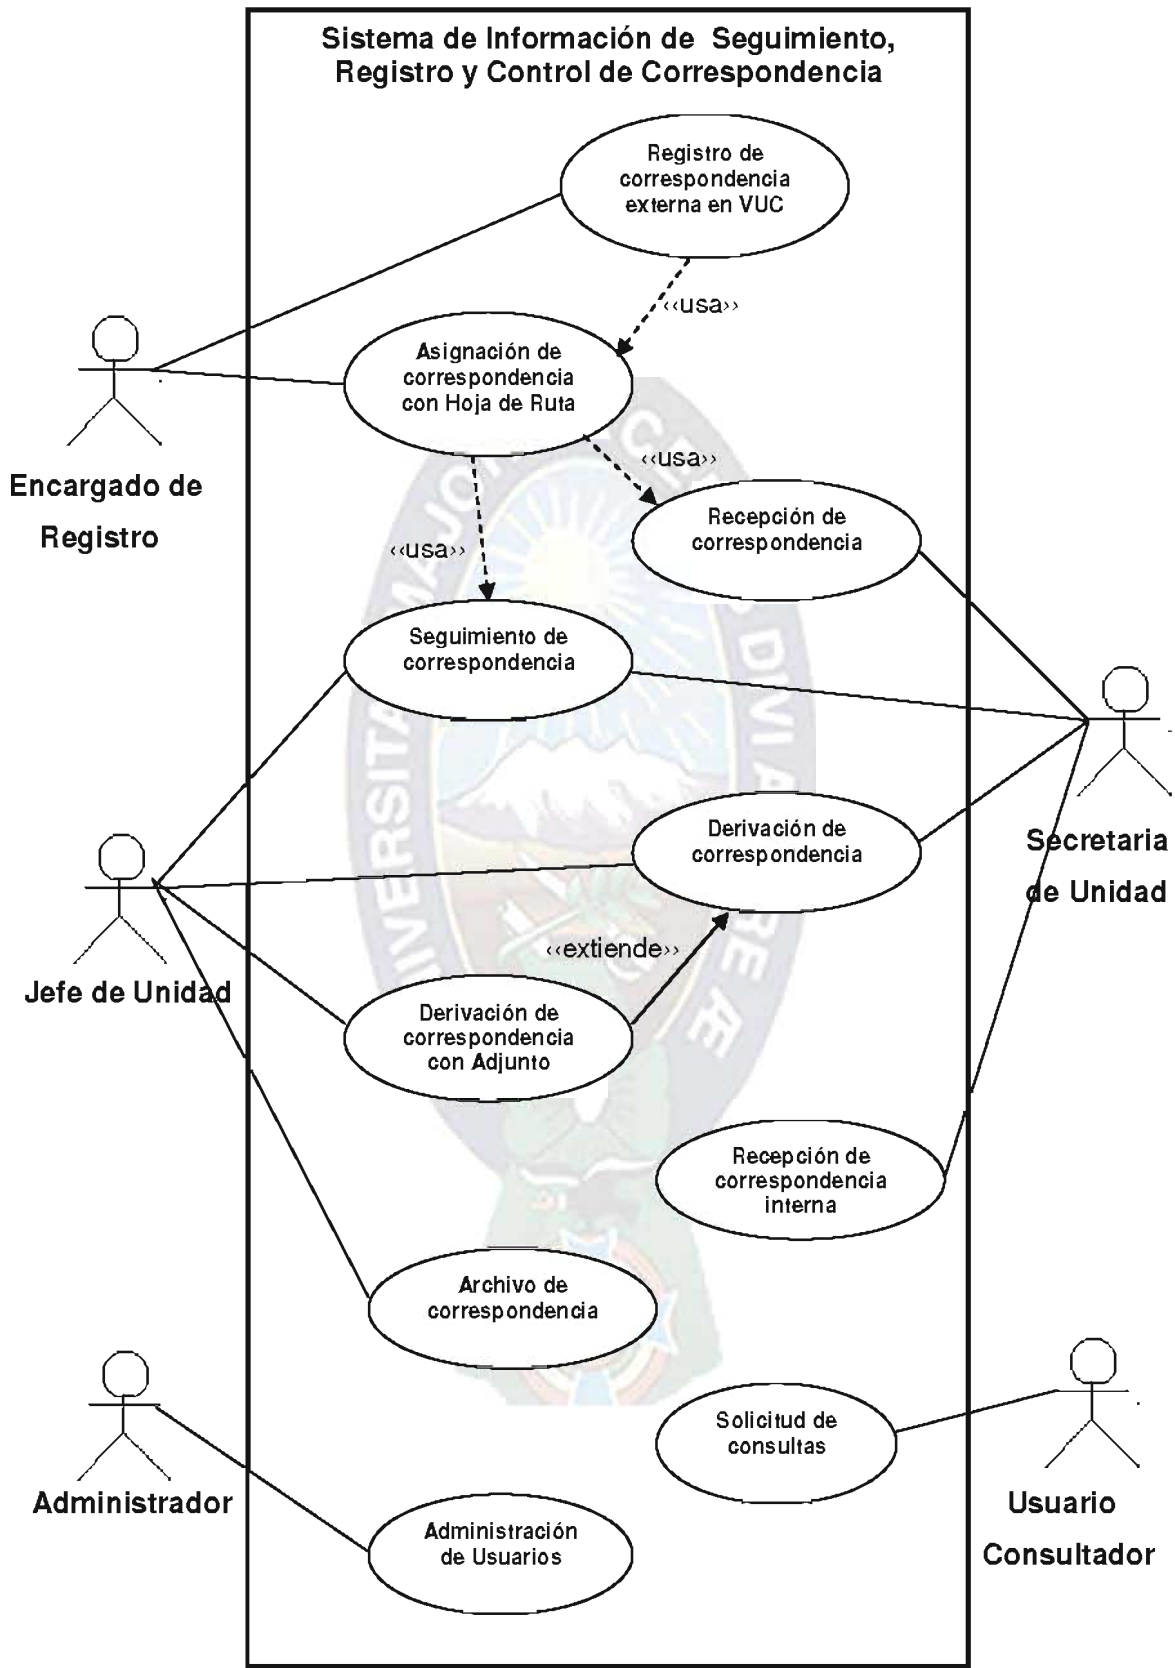 Sistema de Información de Seguimiento,
Registro y Control de Correspondencia
Registro de
correspondencia
externa en VUC
‹‹usa››
Asignación de
correspondencia
con Hoja de Ruta
‹‹usa››
Encargado de
Registro
Recepción de
correspondencia
‹‹usa››
Seguimiento de
correspondencia
Derivación de
correspondencia
Secretaria
de Unidad
‹‹extiende››
Jefe de Unidad
Derivación de
correspondencia
con Adjunto
Recepción de
correspondencia
interna
Archivo de
correspondencia
Solicitud de
consultas
Administrador
Usuario
Consultador
Administración
de Usuarios